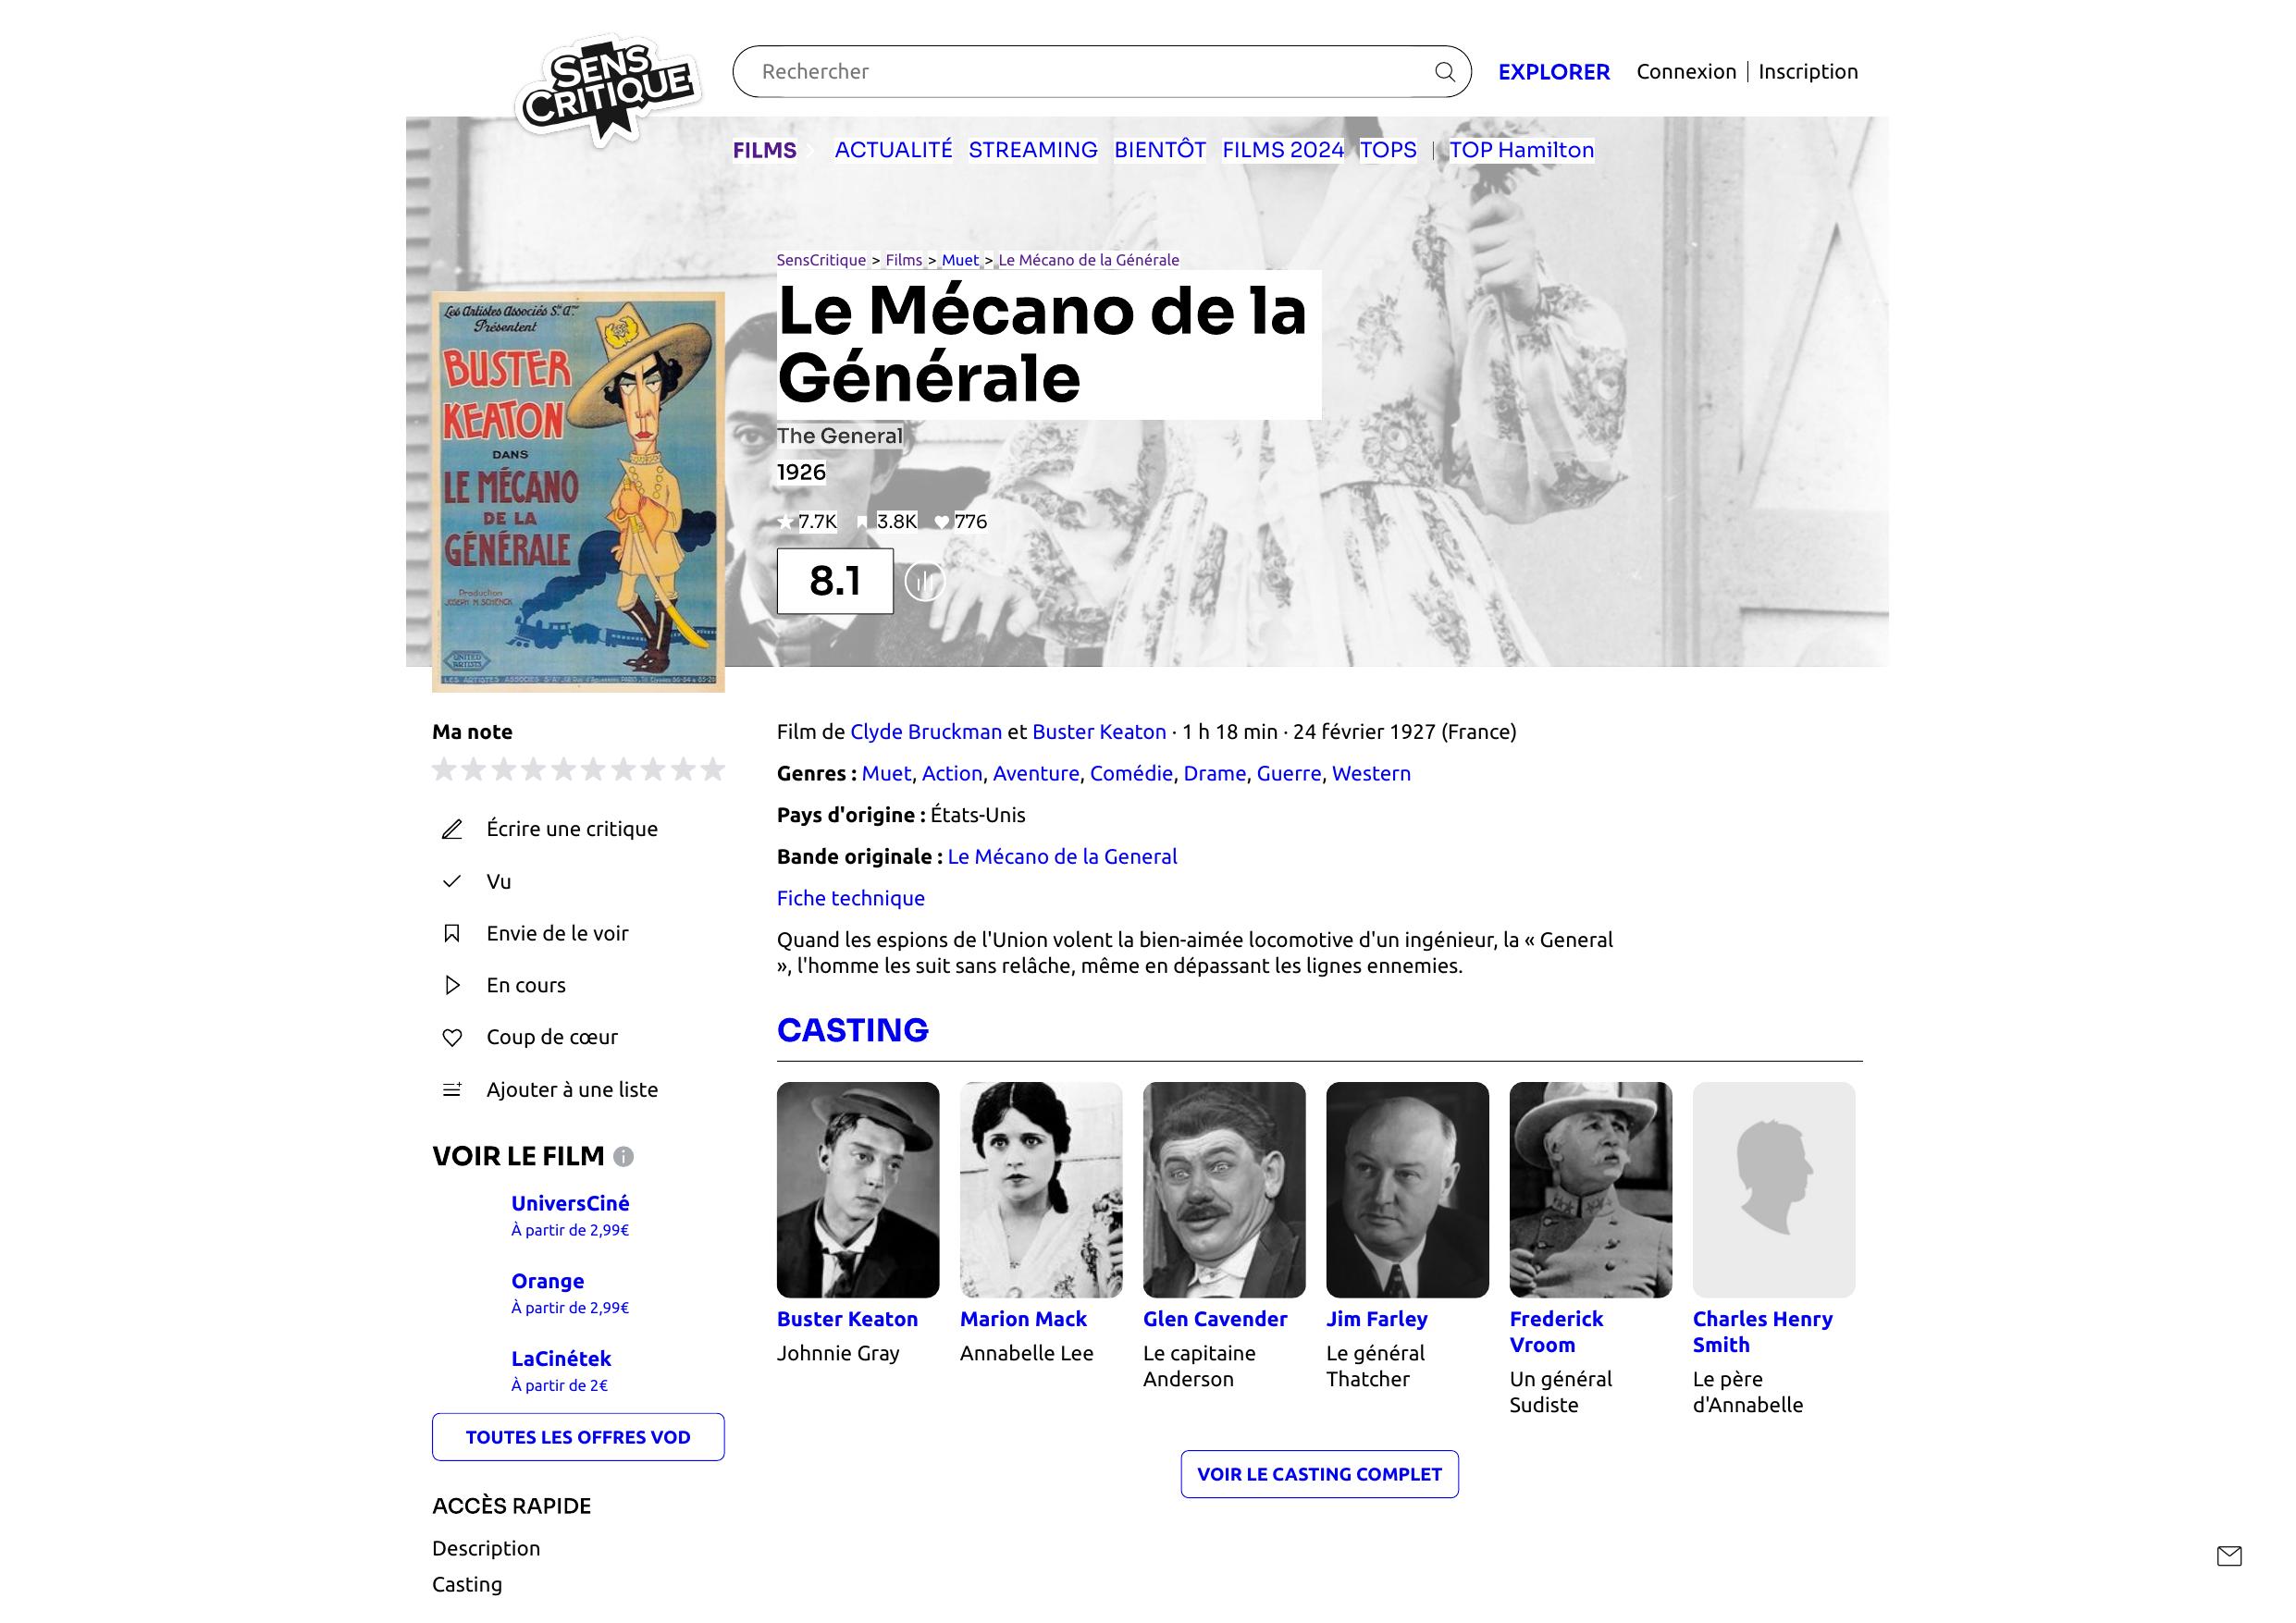 SENS
CRITIQUE
Rechercher
EXPLORER
Connexion | Inscription
FILMS
ACTUALITÉ
STREAMING
BIENTÔT
FILMS 2024
TOPS
|
TOP Hamilton
SensCritique > Films > Muet > Le Mécano de la Générale
Le Mécano de la
Générale
The General
1926
7.7K
3.8K
776
8.1
Les Artistes Associés S.A.
Présentent
BUSTER
KEATON
DANS
LE MÉCANO
DE LA
GÉNÉRALE
Production
JOSEPH M. SCHENCK
UNITED
ARTISTS
Ma note
Écrire une critique
Vu
Envie de le voir
En cours
Coup de cœur
Ajouter à une liste
VOIR LE FILM
UniversCiné
À partir de 2,99€
Orange
À partir de 2,99€
LaCinétek
À partir de 2€
TOUTES LES OFFRES VOD
ACCÈS RAPIDE
Description
Casting
Film de Clyde Bruckman et Buster Keaton · 1 h 18 min · 24 février 1927 (France)
Genres : Muet, Action, Aventure, Comédie, Drame, Guerre, Western
Pays d'origine : États-Unis
Bande originale : Le Mécano de la General
Fiche technique
Quand les espions de l'Union volent la bien-aimée locomotive d'un ingénieur, la « General
», l'homme les suit sans relâche, même en dépassant les lignes ennemies.
CASTING
Buster Keaton
Johnnie Gray
Marion Mack
Annabelle Lee
Glen Cavender
Le capitaine
Anderson
Jim Farley
Le général
Thatcher
Frederick
Vroom
Un général
Sudiste
Charles Henry
Smith
Le père
d'Annabelle
VOIR LE CASTING COMPLET